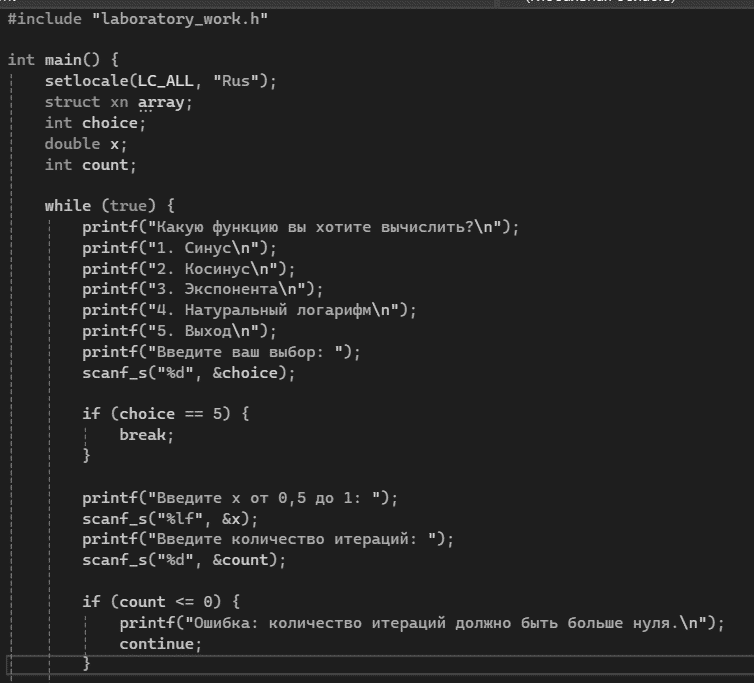 #include "laboratory_work.h"
int main() {
setlocale(LC_ALL, "Rus");
struct xn array;
int choice;
double x;
int count;
while (true) {
printf("Какую функцию вы хотите вычислить?\n");
printf("1. Синус\n");
printf("2. Косинус\n");
printf("3. Экспонента\n");
printf("4. Натуральный логарифм\n");
printf("5. Выход\n");
printf("Введите ваш выбор: ");
scanf_s("%d", &choice);
if (choice == 5) {
break;
}
printf("Введите x от 0,5 до 1: ");
scanf_s("%lf", &x);
printf("Введите количество итераций: ");
scanf_s("%d", &count);
if (count <= 0) {
printf("Ошибка: количество итераций должно быть больше нуля.\n");
continue;
}